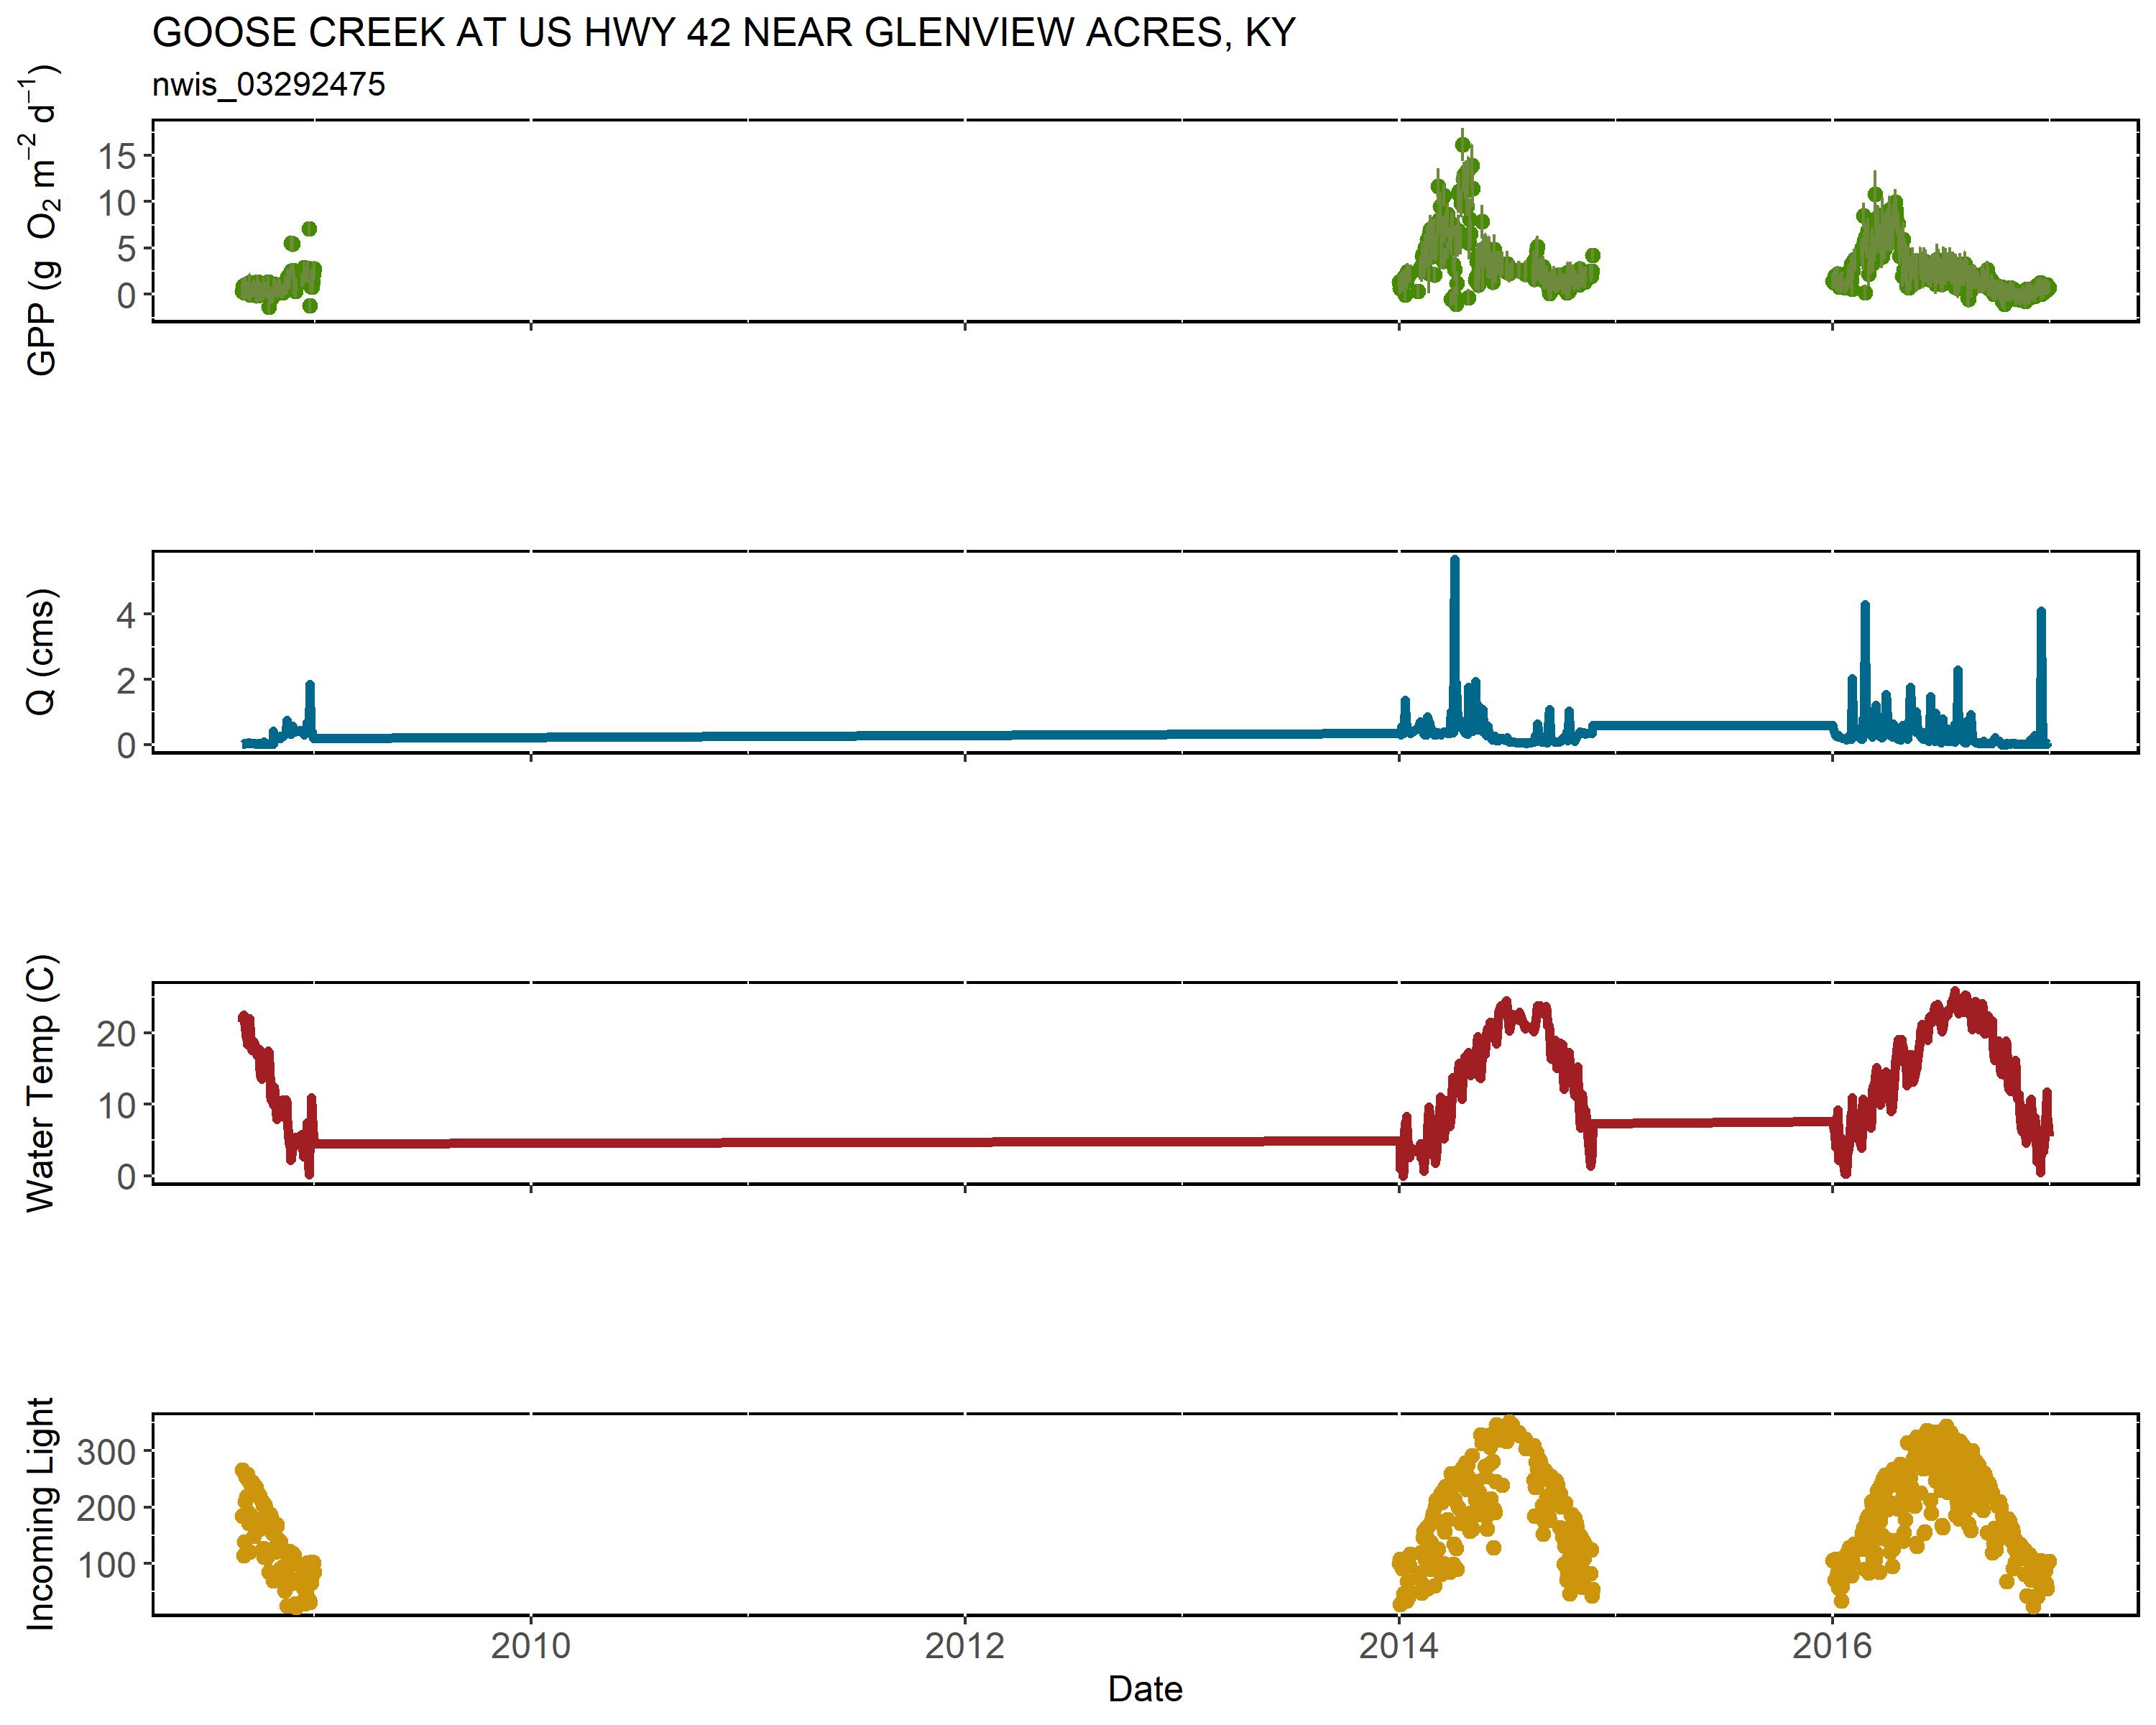 GOOSE CREEK AT US HWY 42 NEAR GLENVIEW ACRES, KY
nwis_03292475
GPP (g O₂ m⁻² d⁻¹)
15
10
5
0
Q (cms)
4
2
0
Water Temp (C)
20
10
0
Incoming Light
300
200
100
2010 2012 2014 2016
Date